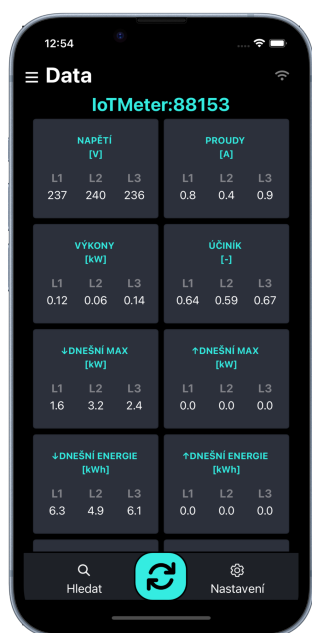 12:54
Data
IoTMeter:88153
NAPĚTÍ
[V]
L1 L2 L3
237 240 236
PROUDY
[A]
L1 L2 L3
0.8 0.4 0.9
VÝKONY
[kW]
L1 L2 L3
0.12 0.06 0.14
ÚČINÍK
[-]
L1 L2 L3
0.64 0.59 0.67
↓DNEŠNÍ MAX
[kW]
L1 L2 L3
1.6 3.2 2.4
↑DNEŠNÍ MAX
[kW]
L1 L2 L3
0.0 0.0 0.0
↓DNEŠNÍ ENERGIE
[kWh]
L1 L2 L3
6.3 4.9 6.1
↑DNEŠNÍ ENERGIE
[kWh]
L1 L2 L3
0.0 0.0 0.0
Hledat
Nastavení